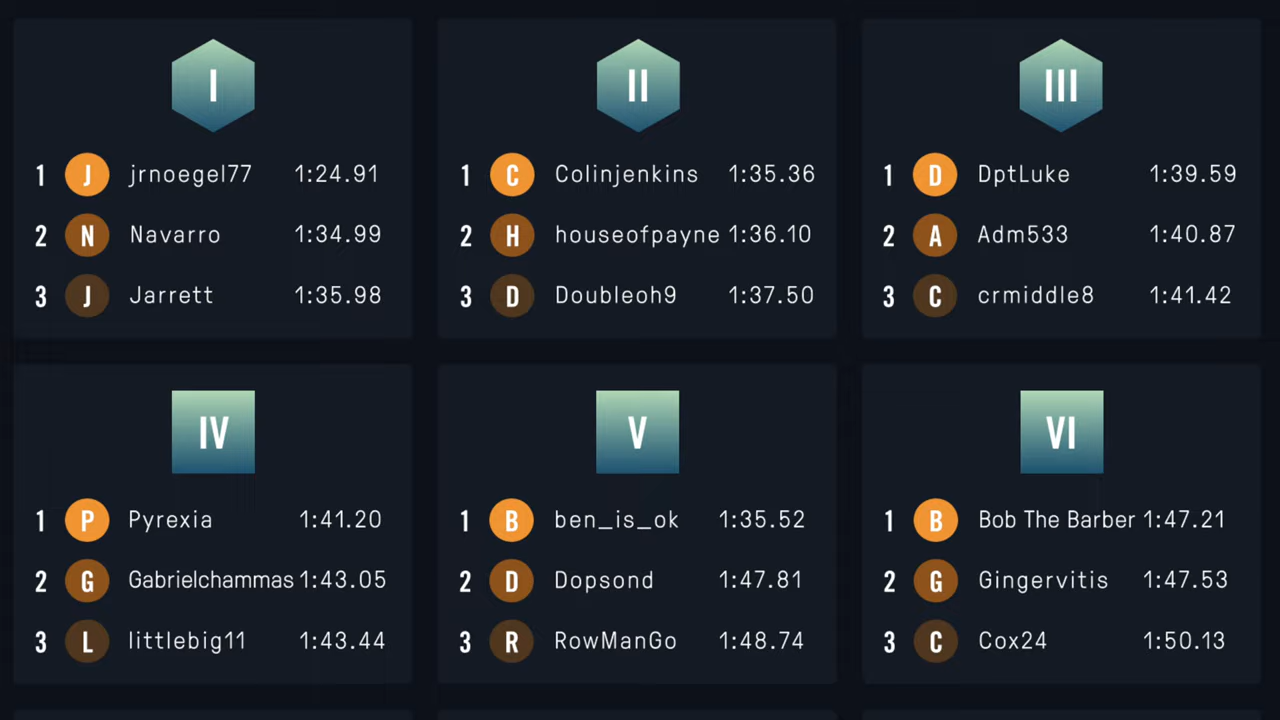 I
1 J jrnoegel77 1:24.91
2 N Navarro 1:34.99
3 J Jarrett 1:35.98
II
1 C Colinjenkins 1:35.36
2 H houseofpayne 1:36.10
3 D Doubleoh9 1:37.50
III
1 D DptLuke 1:39.59
2 A Adm533 1:40.87
3 C crmiddle8 1:41.42
IV
1 P Pyrexia 1:41.20
2 G Gabrielchammas 1:43.05
3 L littlebig11 1:43.44
V
1 B ben_is_ok 1:35.52
2 D Dopsond 1:47.81
3 R RowManGo 1:48.74
VI
1 B Bob The Barber 1:47.21
2 G Gingervitis 1:47.53
3 C Cox24 1:50.13